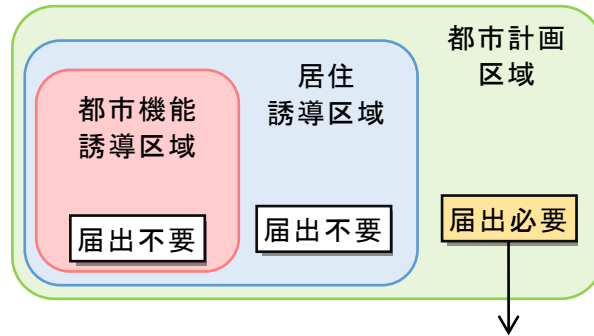 都市計画
区域
居住
誘導区域
都市機能
誘導区域
届出不要
届出不要
届出必要